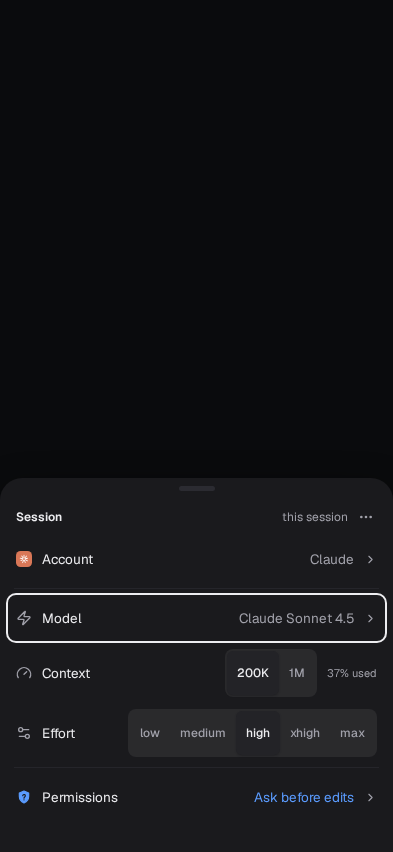 Session this session ···
Account Claude
Model Claude Sonnet 4.5
Context 200K 1M 37% used
Effort low medium high xhigh max
Permissions Ask before edits